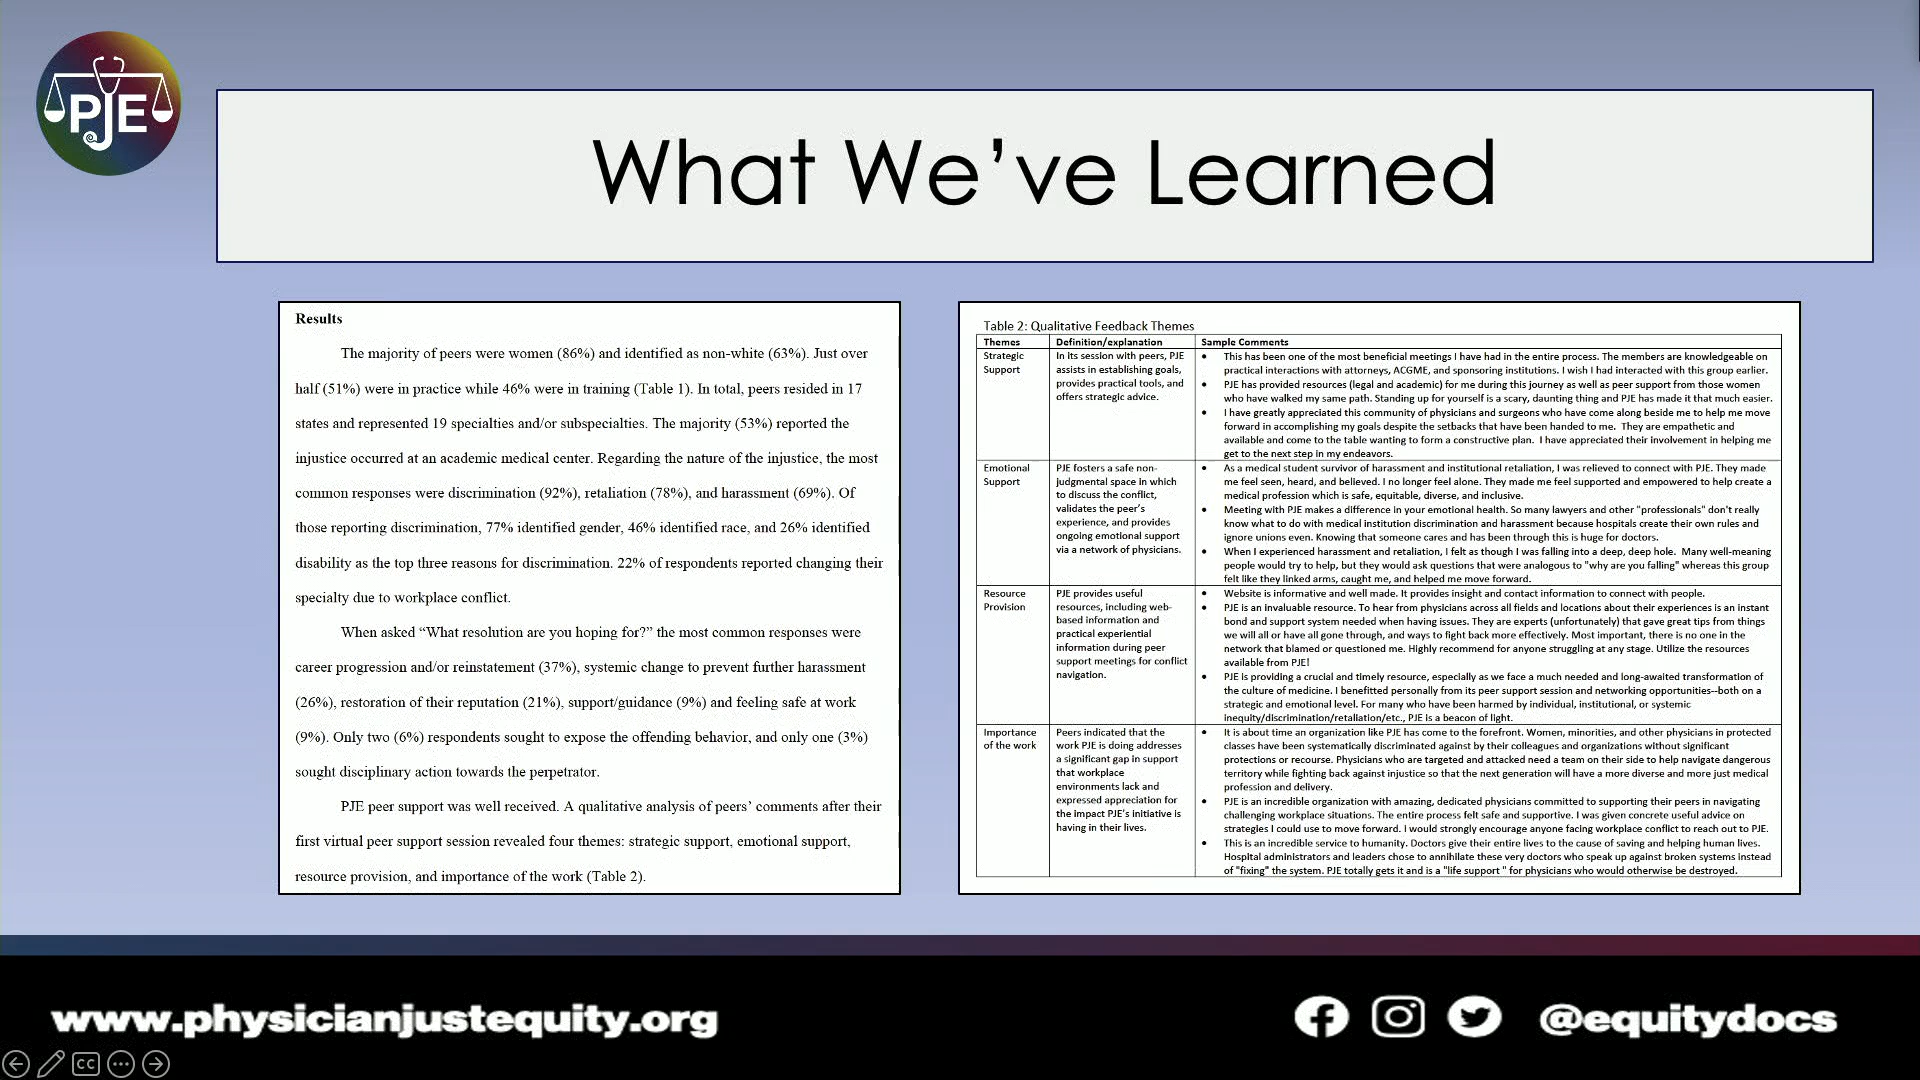 PJE
What We’ve Learned
Results
The majority of peers were women (86%) and identified as non-white (63%). Just over
half (51%) were in practice while 46% were in training (Table 1). In total, peers resided in 17
states and represented 19 specialties and/or subspecialties. The majority (53%) reported the
injustice occurred at an academic medical center. Regarding the nature of the injustice, the most
common responses were discrimination (92%), retaliation (78%), and harassment (69%). Of
those reporting discrimination, 77% identified gender, 46% identified race, and 26% identified
disability as the top three reasons for discrimination. 22% of respondents reported changing their
specialty due to workplace conflict.
When asked “What resolution are you hoping for?” the most common responses were
career progression and/or reinstatement (37%), systemic change to prevent further harassment
(26%), restoration of their reputation (21%), support/guidance (9%) and feeling safe at work
(9%). Only two (6%) respondents sought to expose the offending behavior, and only one (3%)
sought disciplinary action towards the perpetrator.
PJE peer support was well received. A qualitative analysis of peers’ comments after their
first virtual peer support session revealed four themes: strategic support, emotional support,
resource provision, and importance of the work (Table 2).
Table 2: Qualitative Feedback Themes
Themes
Definition/explanation
Sample Comments
Strategic
Support
In its session with peers, PJE
assists in establishing goals,
provides practical tools, and
offers strategic advice.
• This has been one of the most beneficial meetings I have had in the entire process. The members are knowledgeable on
practical interactions with attorneys, ACGME, and sponsoring institutions. I wish I had interacted with this group earlier.
• PJE has provided resources (legal and academic) for me during this journey as well as peer support from those women
who have walked my same path. Standing up for yourself is a scary, daunting thing and PJE has made it that much easier.
• I have greatly appreciated this community of physicians and surgeons who have come along beside me to help me move
forward in accomplishing my goals despite the setbacks that have been handed to me. They are empathetic and
available and come to the table wanting to form a constructive plan. I have appreciated their involvement in helping me
get to the next step in my endeavors.
Emotional
Support
PJE fosters a safe non-
judgmental space in which
to discuss the conflict,
validates the peer's
experience, and provides
ongoing emotional support
via a network of physicians.
• As a medical student survivor of harassment and institutional retaliation, I was relieved to connect with PJE. They made
me feel seen, heard, and believed. I no longer feel alone. They made me feel supported and empowered to help create a
medical profession which is safe, equitable, diverse, and inclusive.
• Meeting with PJE makes a difference in your emotional health. So many lawyers and other "professionals" don't really
know what to do with medical institution discrimination and harassment because hospitals create their own rules and
ignore unions even. Knowing that someone cares and has been through this is huge for doctors.
• When I experienced harassment and retaliation, I felt as though I was falling into a deep, deep hole. Many well-meaning
people would try to help, but they would ask questions that were analogous to "why are you falling" whereas this group
felt like they linked arms, caught me, and helped me move forward.
Resource
Provision
PJE provides useful
resources, including web-
based information and
practical experiential
information during peer
support meetings for conflict
navigation.
• Website is informative and well made. It provides insight and contact information to connect with people.
• PJE is an invaluable resource. To hear from physicians across all fields and locations about their experiences is an instant
bond and support system needed when having issues. They are experts (unfortunately) that gave great tips from things
we will all or have all gone through, and ways to fight back more effectively. Most important, there is no one in the
network that blamed or questioned me. Highly recommend for anyone struggling at any stage. Utilize the resources
available from PJE!
• PJE is providing a crucial and timely resource, especially as we face a much needed and long-awaited transformation of
the culture of medicine. I benefitted personally from its peer support session and networking opportunities--both on a
strategic and emotional level. For many who have been harmed by individual, institutional, or systemic
inequity/discrimination/retaliation/etc., PJE is a beacon of light.
Importance
of the work
Peers indicated that the
work PJE is doing addresses
a significant gap in support
that workplace
environments lack and
expressed appreciation for
the impact PJE's initiative is
having in their lives.
• It is about time an organization like PJE has come to the forefront. Women, minorities, and other physicians in protected
classes have been systematically discriminated against by their colleagues and organizations without significant
protections or recourse. Physicians who are targeted and attacked need a team on their side to help navigate dangerous
territory while fighting back against injustice so that the next generation will have a more diverse and more just medical
profession and delivery.
• PJE is an incredible organization with amazing, dedicated physicians committed to supporting their peers in navigating
challenging workplace situations. The entire process felt safe and supportive. I was given concrete useful advice on
strategies I could use to move forward. I would strongly encourage anyone facing workplace conflict to reach out to PJE.
• This is an incredible service to humanity. Doctors give their entire lives to the cause of saving and helping human lives.
Hospital administrators and leaders chose to annihilate these very doctors who speak up against broken systems instead
of "fixing" the system. PJE totally gets it and is a "life support " for physicians who would otherwise be destroyed.
www.physicianjustequity.org
@equitydocs
CC